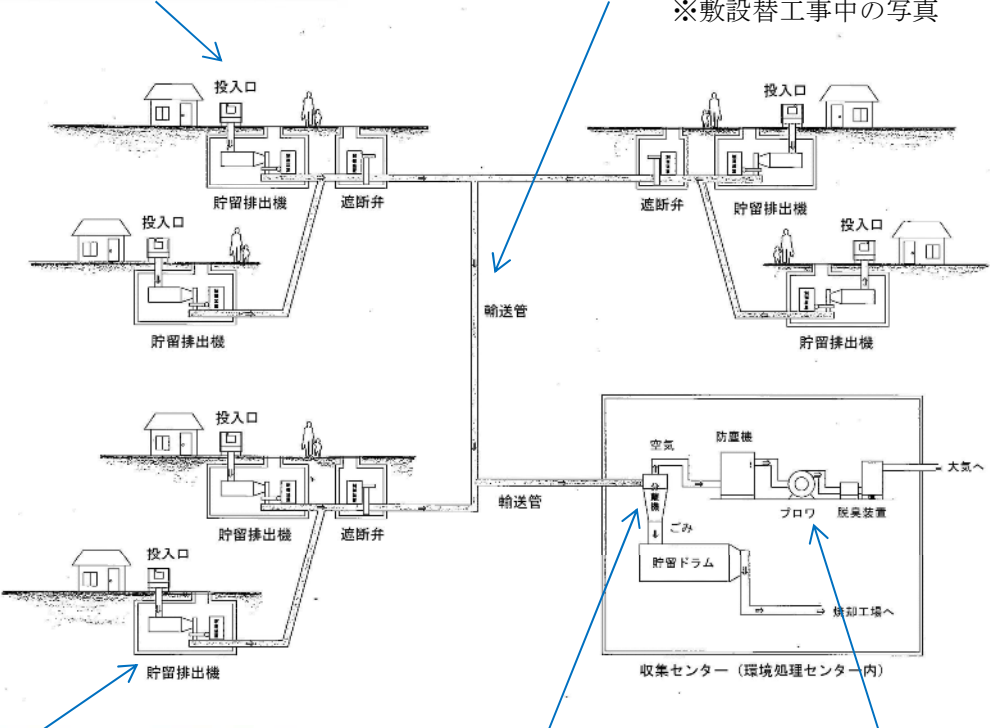 ※敷設替工事中の写真
投入口
投入口
貯留排出機
遮断弁
遮断弁
貯留排出機
投入口
投入口
輸送管
貯留排出機
貯留排出機
投入口
空気
防塵機
大気へ
分離機
輸送管
ブロワ
脱臭装置
貯留排出機
遮断弁
ごみ
投入口
貯留ドラム
焼却工場へ
貯留排出機
収集センター（環境処理センター内）